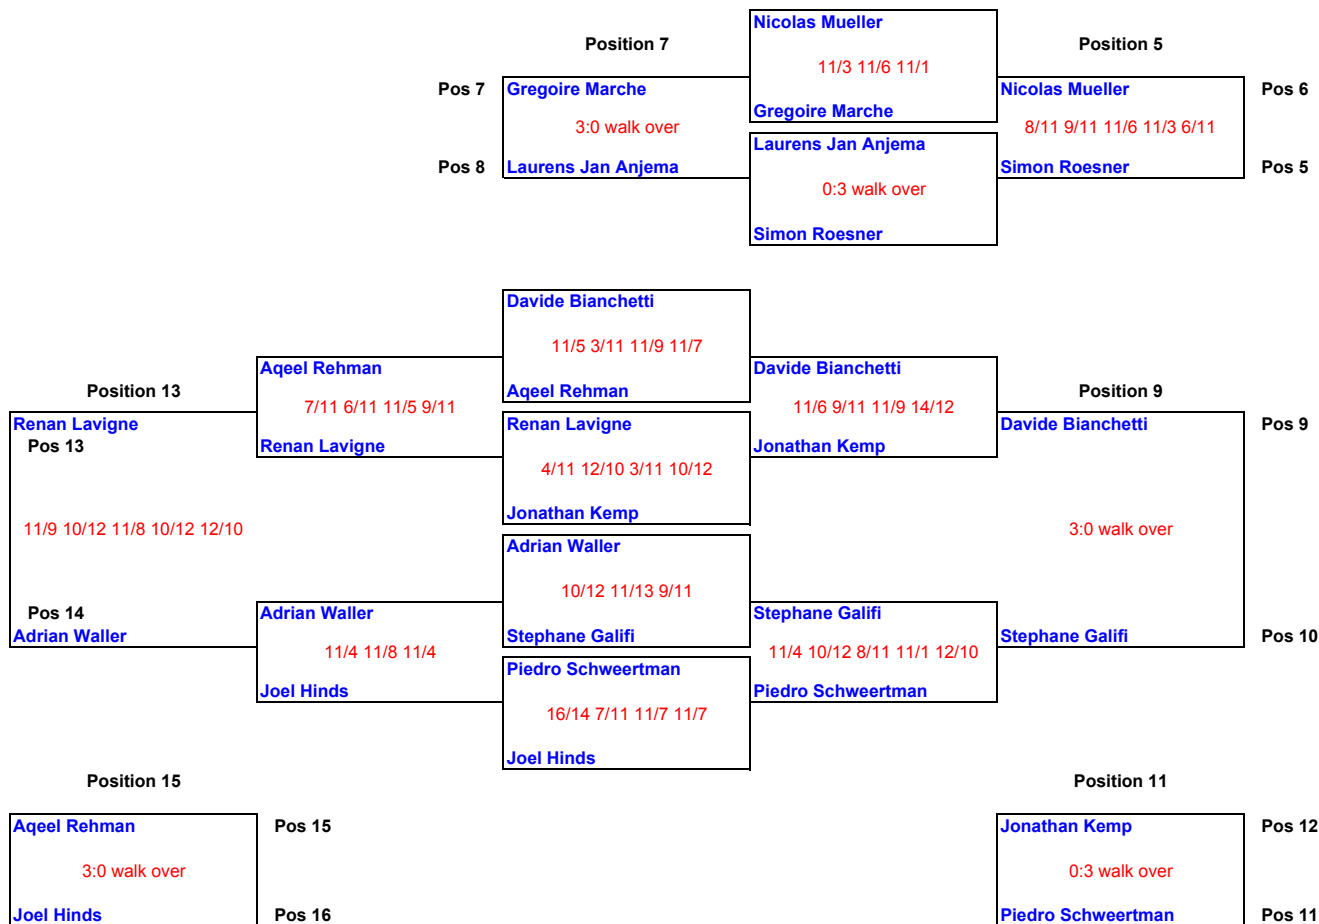 Nicolas Mueller
Position 7 Position 5
11/3 11/6 11/1
Pos 7 Gregoire Marche Nicolas Mueller Pos 6
Gregoire Marche
3:0 walk over 8/11 9/11 11/6 11/3 6/11
Laurens Jan Anjema
Pos 8 Laurens Jan Anjema Simon Roesner Pos 5
0:3 walk over
Simon Roesner
Davide Bianchetti
11/5 3/11 11/9 11/7
Aqeel Rehman Davide Bianchetti
Position 13 Aqeel Rehman Position 9
7/11 6/11 11/5 9/11 11/6 9/11 11/9 14/12
Renan Lavigne Renan Lavigne Davide Bianchetti Pos 9
Pos 13 Renan Lavigne Jonathan Kemp
4/11 12/10 3/11 10/12
Jonathan Kemp
11/9 10/12 11/8 10/12 12/10 3:0 walk over
Adrian Waller
10/12 11/13 9/11
Pos 14 Adrian Waller Stephane Galifi
Adrian Waller Stephane Galifi Stephane Galifi Pos 10
11/4 11/8 11/4 11/4 10/12 8/11 11/1 12/10
Piedro Schweertman
Joel Hinds Piedro Schweertman
16/14 7/11 11/7 11/7
Joel Hinds
Position 15 Position 11
Aqeel Rehman Pos 15 Jonathan Kemp Pos 12
3:0 walk over 0:3 walk over
Joel Hinds Pos 16 Piedro Schweertman Pos 11